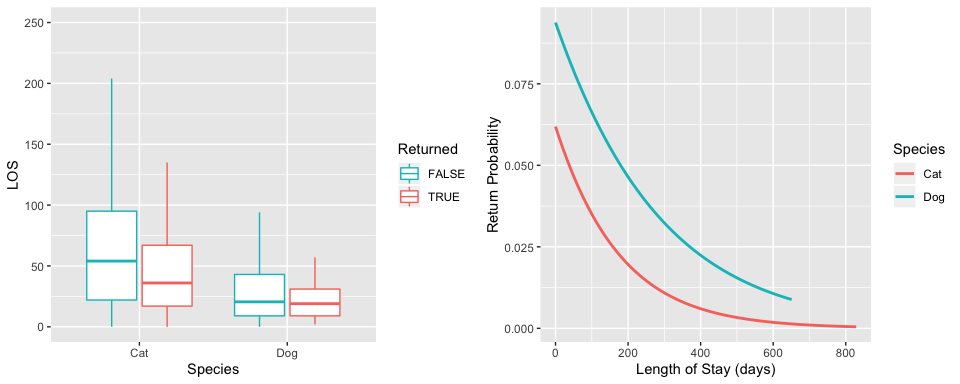 250
200
150
100
50
0
LOS
Cat
Dog
Species
Returned
FALSE
TRUE
0.075
0.050
0.025
0.000
Return Probability
0
200
400
600
800
Length of Stay (days)
Species
Cat
Dog